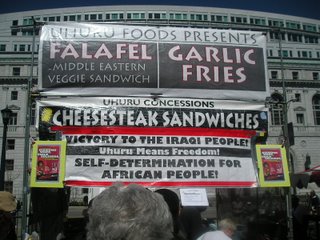 UHURU FOODS PRESENTS
FALAFEL
..MIDDLE EASTERN
VEGGIE SANDWICH
GARLIC
FRIES
UHURU CONCESSIONS
CHEESESTEAK SANDWICHES
VICTORY TO THE IRAQI PEOPLE!
Uhuru Means Freedom!
SELF-DETERMINATION FOR
AFRICAN PEOPLE!